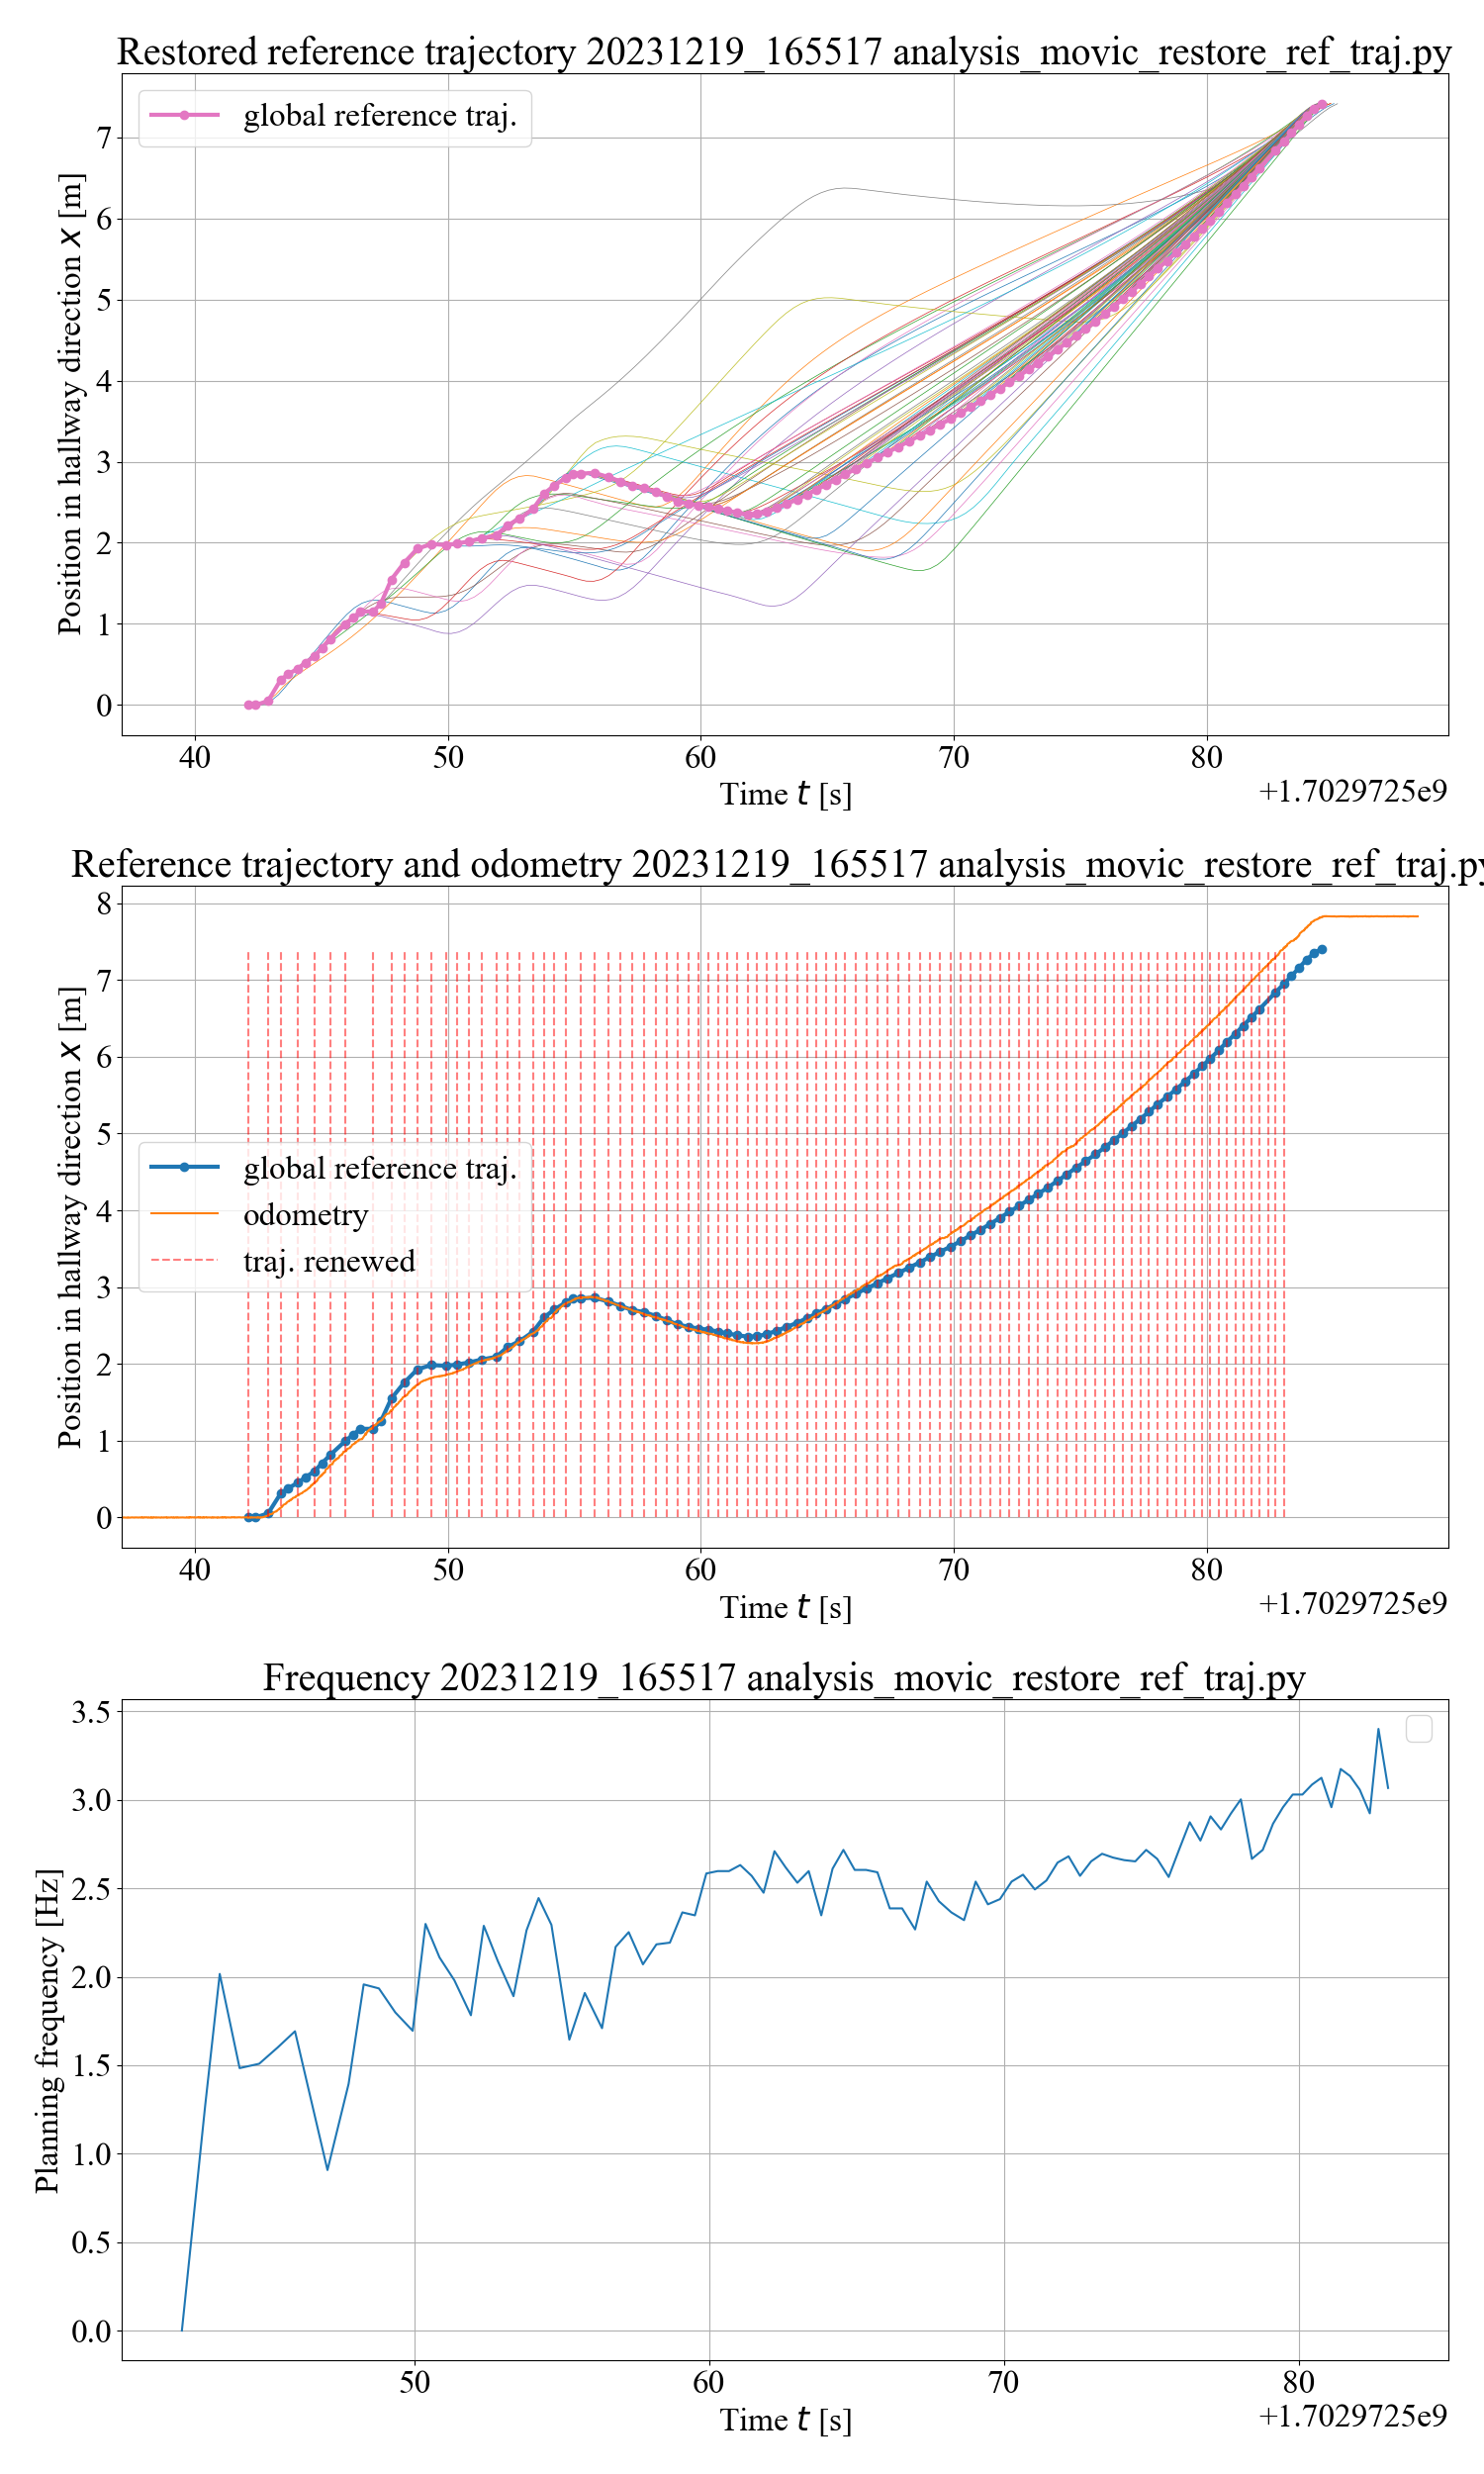 Restored reference trajectory 20231219_165517 analysis_movic_restore_ref_traj.py
global reference traj.
7
6
5
4
3
2
1
0
Position in hallway direction x [m]
40 50 60 70 80
Time t [s]
+1.7029725e9
Reference trajectory and odometry 20231219_165517 analysis_movic_restore_ref_traj.py
8
7
6
5
4
3
2
1
0
Position in hallway direction x [m]
global reference traj.
odometry
traj. renewed
40 50 60 70 80
Time t [s]
+1.7029725e9
Frequency 20231219_165517 analysis_movic_restore_ref_traj.py
3.5
3.0
2.5
2.0
1.5
1.0
0.5
0.0
Planning frequency [Hz]
50 60 70 80
Time t [s]
+1.7029725e9